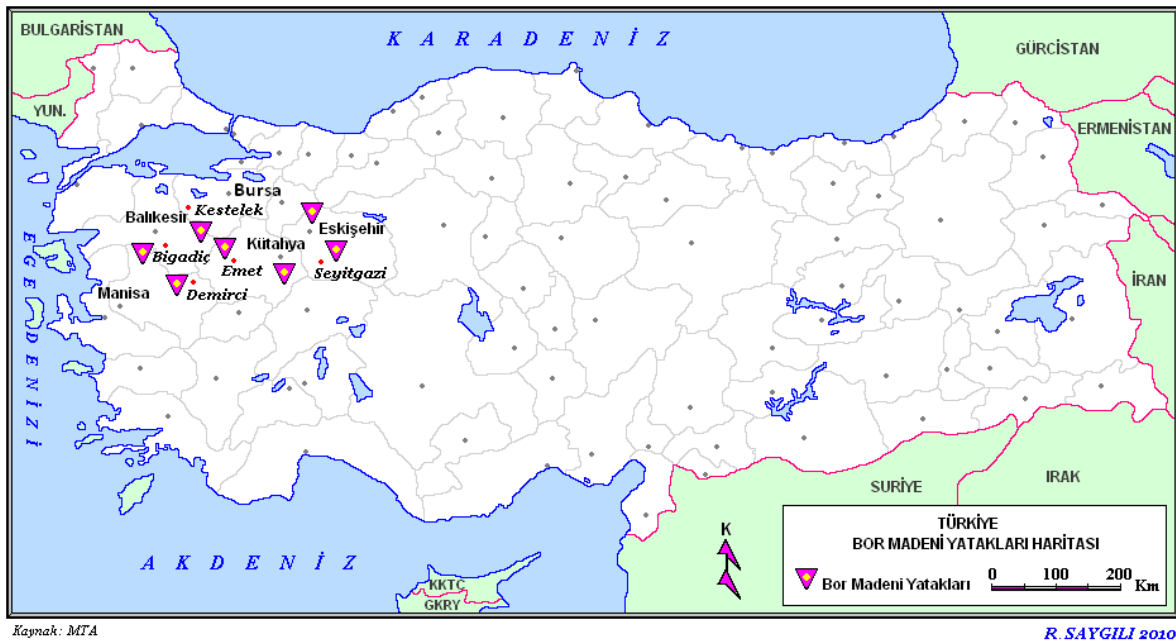 BULGARİSTAN
K A R A D E N İ Z
GÜRCİSTAN
YUN.
ERMENİSTAN
Bursa
Kestelek
Balıkesir
Eskişehir
Kütahya
Bigadiç
Emet
Seyitgazi
İRAN
Manisa
Demirci
E G E D E N İ Z İ
SURİYE
IRAK
A K D E N İ Z
KKTC
GKRY
K
TÜRKİYE
BOR MADENİ YATAKLARI HARİTASI
Bor Madeni Yatakları
0 100 200
Km
Kaynak: MTA
R. SAYGILI 2010